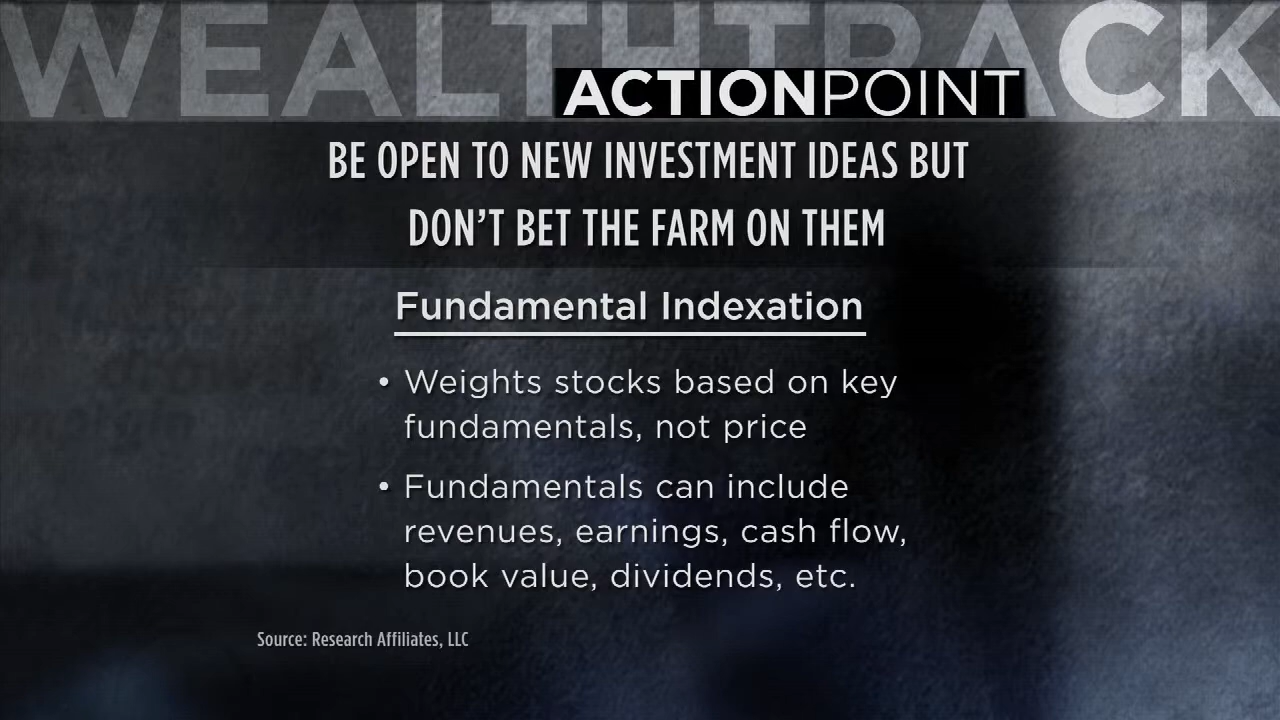 WEALTHTRACK
ACTIONPOINT
BE OPEN TO NEW INVESTMENT IDEAS BUT
DON'T BET THE FARM ON THEM
Fundamental Indexation
• Weights stocks based on key
fundamentals, not price
• Fundamentals can include
revenues, earnings, cash flow,
book value, dividends, etc.
Source: Research Affiliates, LLC